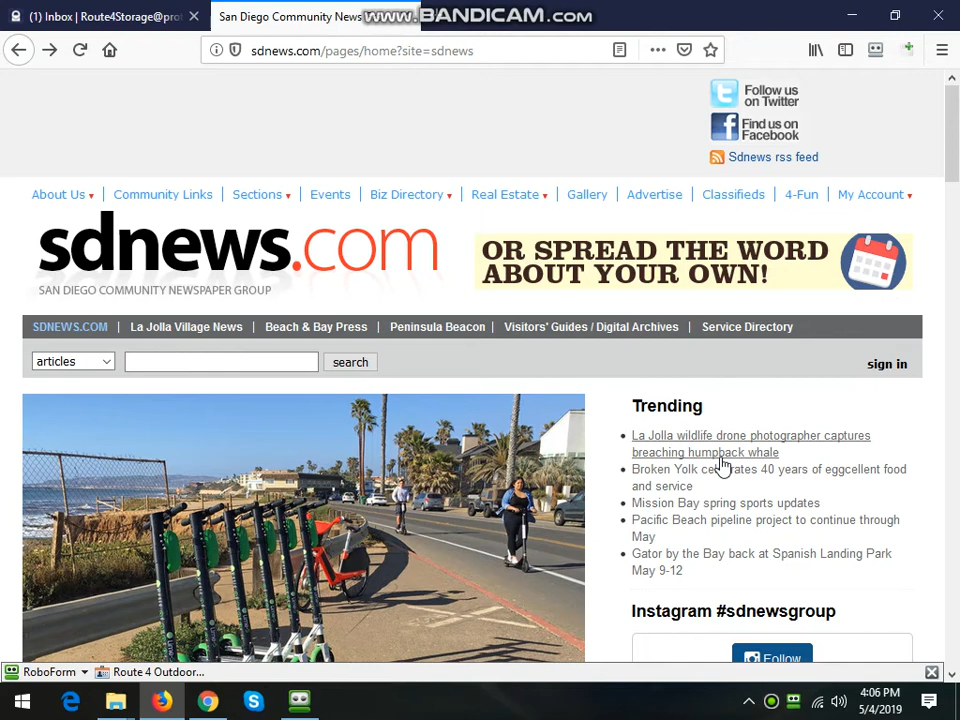 (1) Inbox | Route4Storage@pro
San Diego Community News
www.BANDICAM.com
sdnews.com/pages/home?site=sdnews
Follow us
on Twitter
Find us on
Facebook
Sdnews rss feed
About Us
Community Links
Sections
Events
Biz Directory
Real Estate
Gallery
Advertise
Classifieds
4-Fun
My Account
sdnews.com
SAN DIEGO COMMUNITY NEWSPAPER GROUP
OR SPREAD THE WORD
ABOUT YOUR OWN!
SDNEWS.COM | La Jolla Village News | Beach & Bay Press | Peninsula Beacon | Visitors' Guides / Digital Archives | Service Directory
articles
search
sign in
Trending
La Jolla wildlife drone photographer captures
breaching humpback whale
Broken Yolk celebrates 40 years of eggcellent food
and service
Mission Bay spring sports updates
Pacific Beach pipeline project to continue through
May
Gator by the Bay back at Spanish Landing Park
May 9-12
Instagram #sdnewsgroup
Follow
RoboForm
Route 4 Outdoor...
4:06 PM
5/4/2019